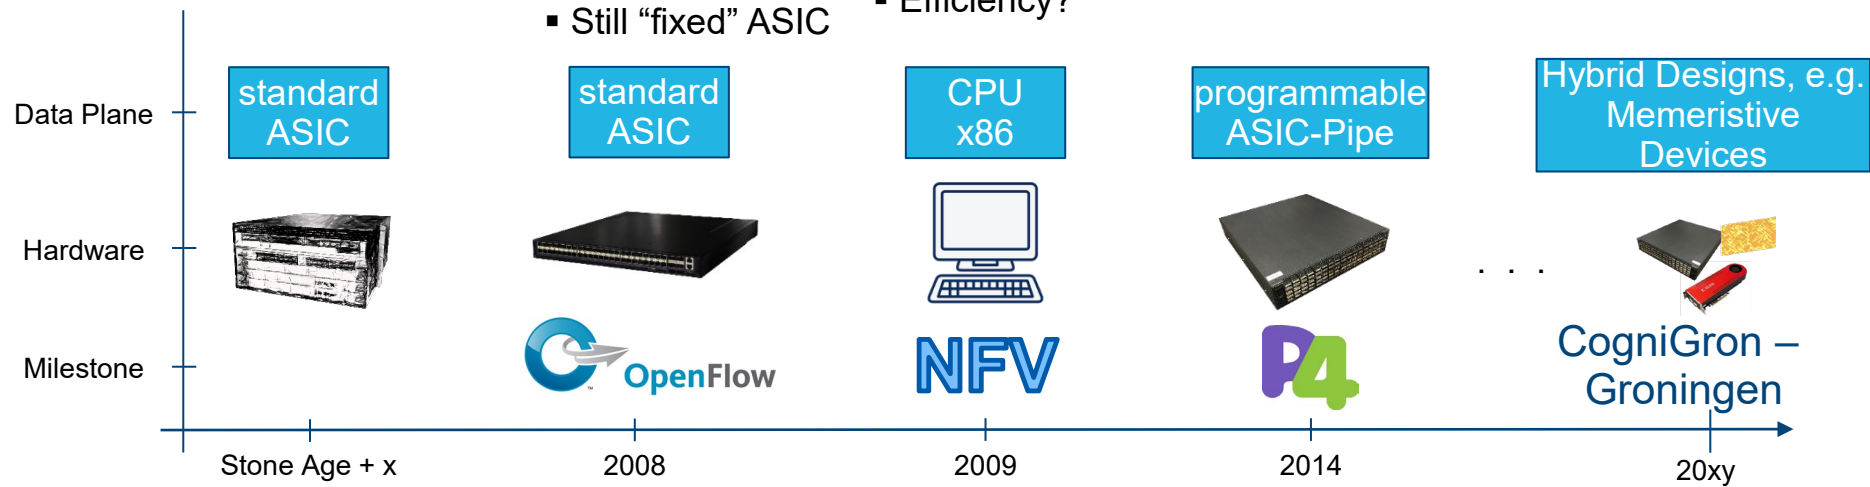 ▪ Still “fixed” ASIC
▪ Efficiency?
Data Plane
standard
ASIC
standard
ASIC
CPU
x86
programmable
ASIC-Pipe
Hybrid Designs, e.g.
Memeristive
Devices
Hardware
. . .
Milestone
OpenFlow
NFV
P4
CogniGron –
Groningen
Stone Age + x
2008
2009
2014
20xy